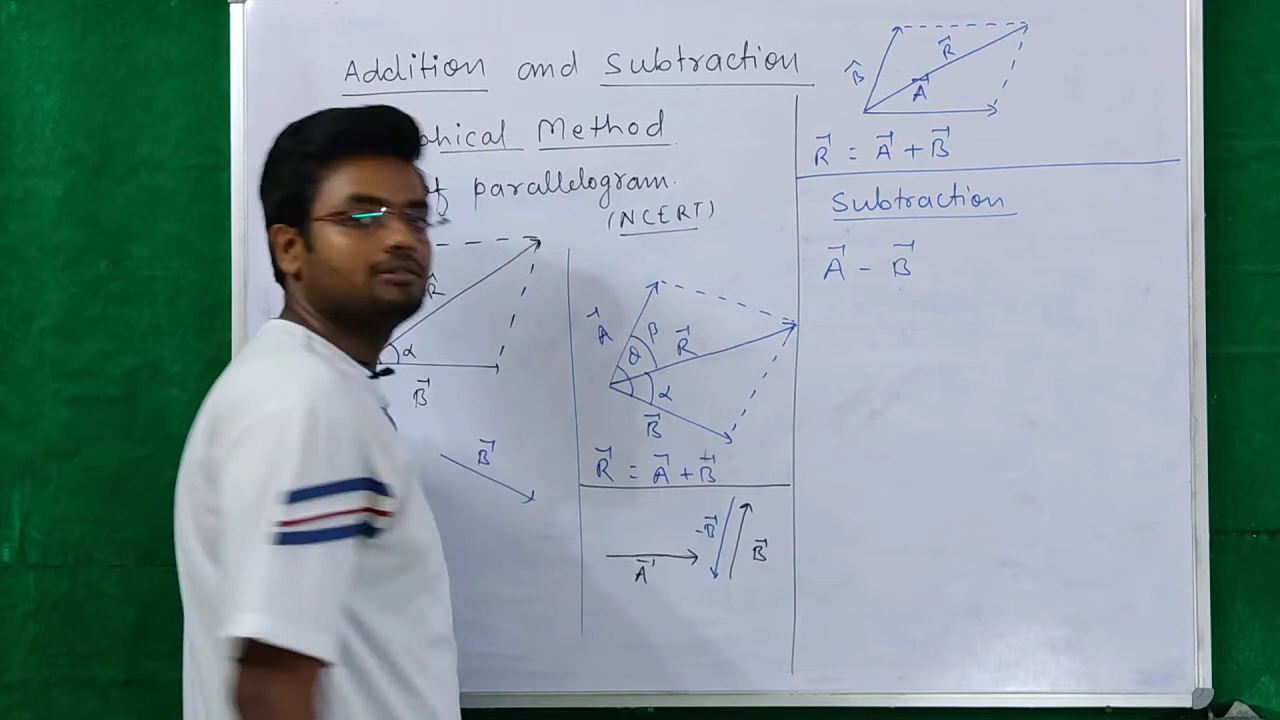 Addition and Subtraction
Method
parallelogram.
(NCERT)
R
α
B⃗
B⃗
A
β
θ
R⃗
α
B⃗
R⃗ = A⃗ + B⃗
A⃗
-B⃗
B⃗
B
R⃗
A⃗
R⃗ = A⃗ + B⃗
Subtraction
A⃗ - B⃗